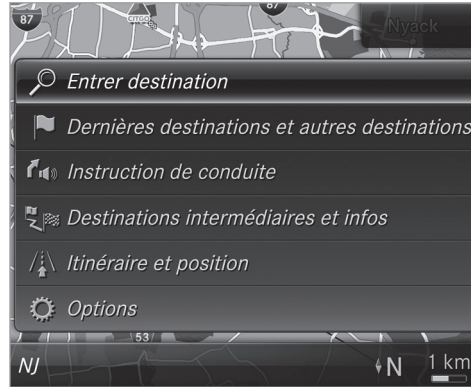 87
CITGO
87
Nyack
Entrer destination
Dernières destinations et autres destinations
Instruction de conduite
Destinations intermédiaires et infos
Itinéraire et position
Options
53
NJ
N
1 km